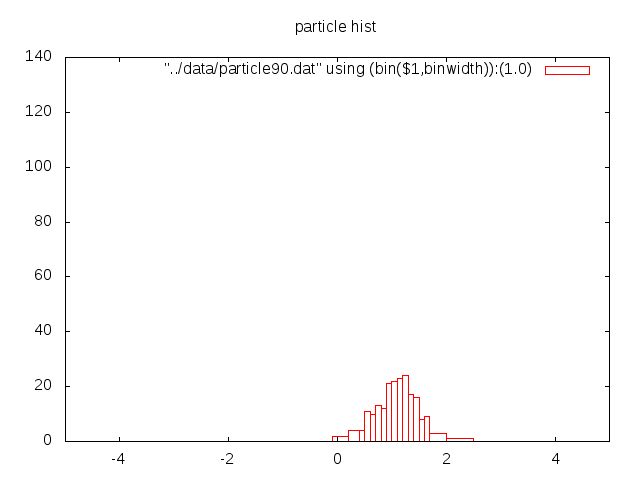 particle hist
140
"../data/particle90.dat" using (bin($1,binwidth)):(1.0)
120
100
80
60
40
20
0
-4 -2 0 2 4